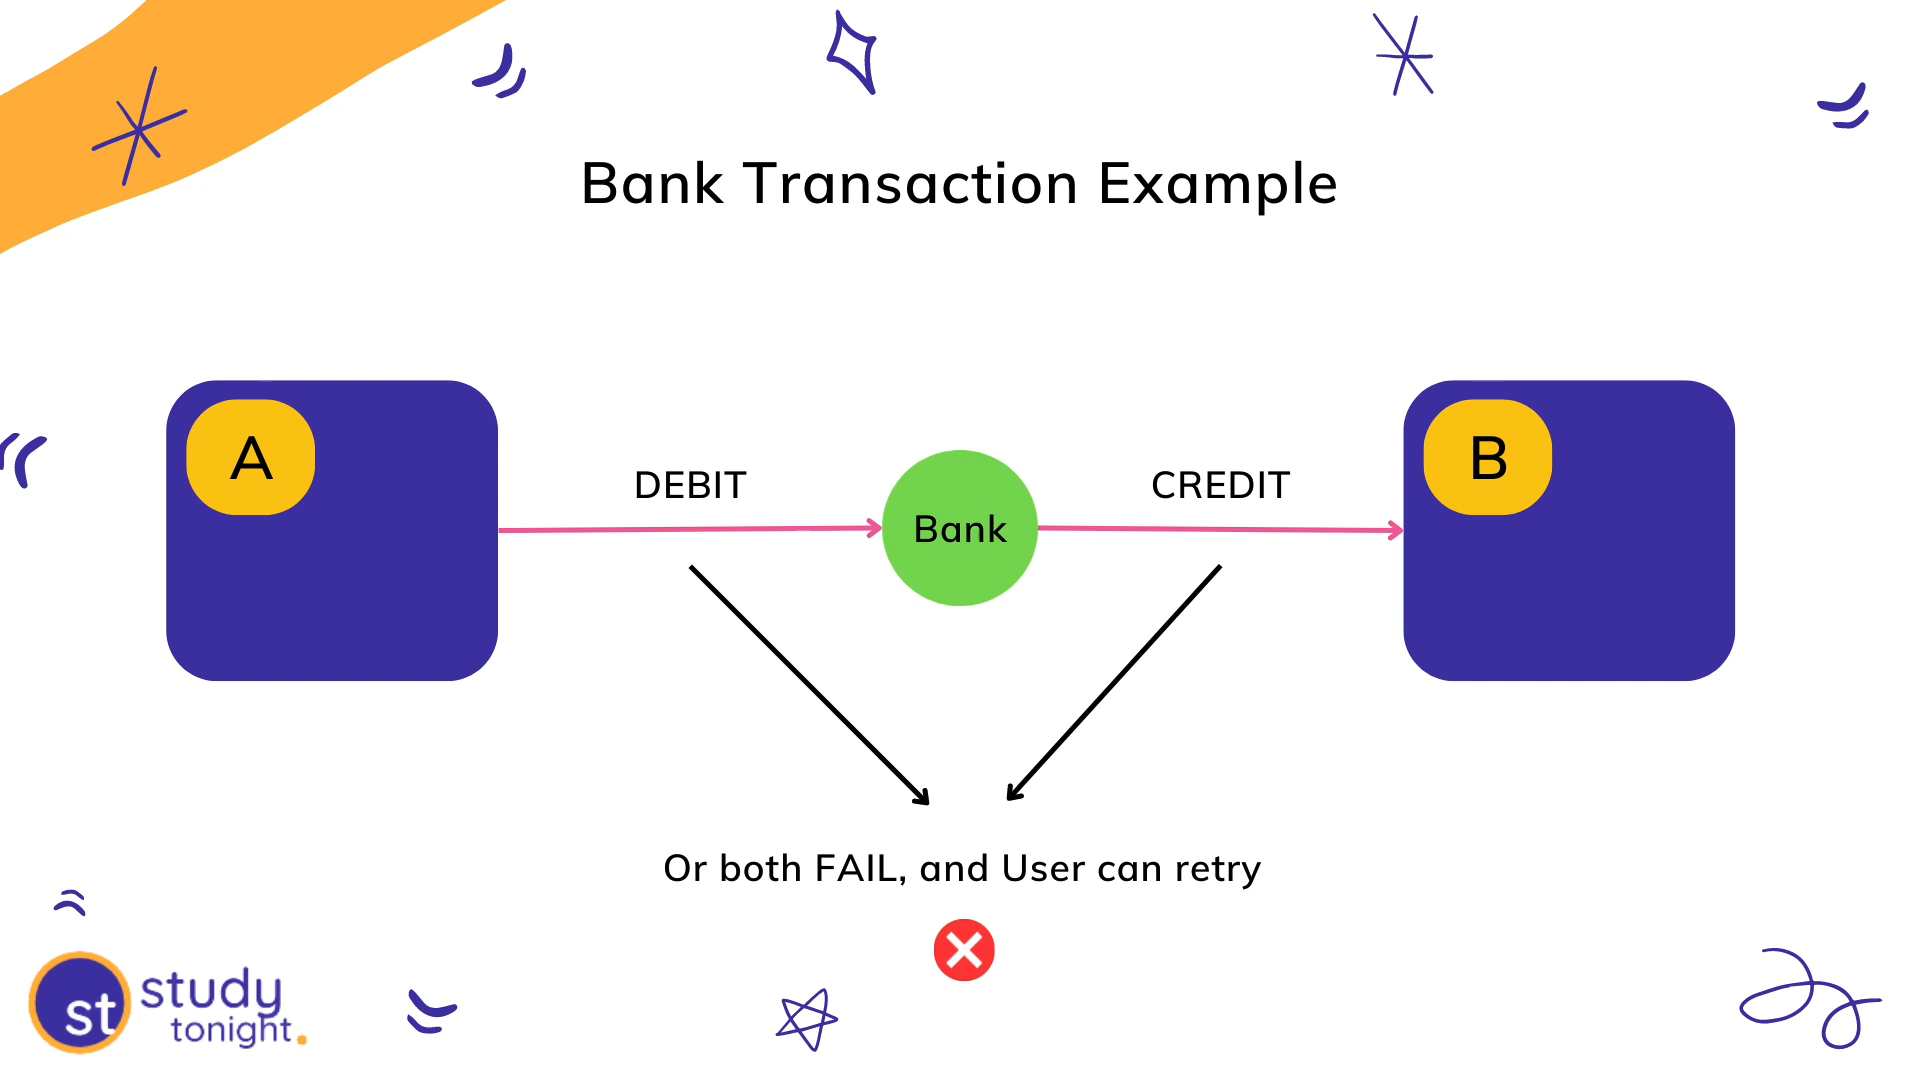 Bank Transaction Example
A
DEBIT
Bank
CREDIT
B
Or both FAIL, and User can retry
st
study
tonight.